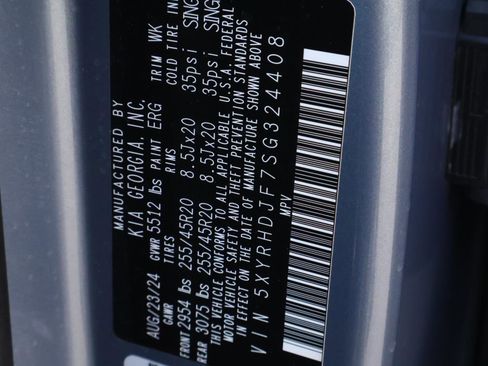 MANUFACTURED BY
KIA GEORGIA, INC.
AUG/23/24 GVWR 5512 lbs PAINT ERG TRIM WK
GAWR TIRES RIMS COLD TIRE IN
FRONT 2954 lbs 255/45R20 8.5Jx20 35psi SING
REAR 3075 lbs 255/45R20 8.5Jx20 35psi SING
THIS VEHICLE CONFORMS TO ALL APPLICABLE U.S.A. FEDERAL
MOTOR VEHICLE SAFETY AND THEFT PREVENTION STANDARDS
IN EFFECT ON THE DATE OF MANUFACTURE SHOWN ABOVE
VIN 5XYRHDJF7SG324408
MPV